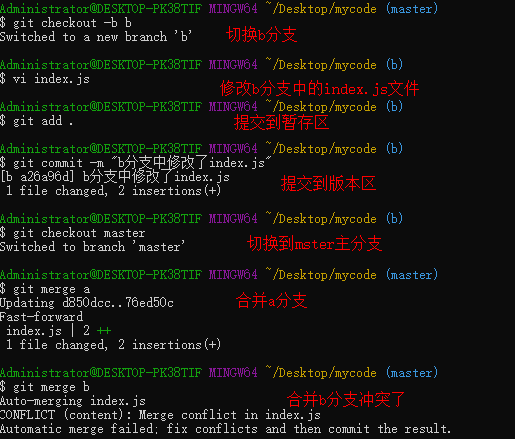 Administrator@DESKTOP-PK38TIF MINGW64 ~/Desktop/mycode (master)
$ git checkout -b b
Switched to a new branch 'b' 切换b分支
Administrator@DESKTOP-PK38TIF MINGW64 ~/Desktop/mycode (b)
$ vi index.js 修改b分支中的index.js文件
Administrator@DESKTOP-PK38TIF MINGW64 ~/Desktop/mycode (b)
$ git add . 提交到暂存区
Administrator@DESKTOP-PK38TIF MINGW64 ~/Desktop/mycode (b)
$ git commit -m "b分支中修改了index.js"
[b a26a96d] b分支中修改了index.js
1 file changed, 2 insertions(+) 提交到版本区
Administrator@DESKTOP-PK38TIF MINGW64 ~/Desktop/mycode (b)
$ git checkout master
Switched to branch 'master' 切换到mster主分支
Administrator@DESKTOP-PK38TIF MINGW64 ~/Desktop/mycode (master)
$ git merge a
Updating d850dcc..76ed50c 合并a分支
Fast-forward
index.js | 2 ++
1 file changed, 2 insertions(+)
Administrator@DESKTOP-PK38TIF MINGW64 ~/Desktop/mycode (master)
$ git merge b
Auto-merging index.js 合并b分支冲突了
CONFLICT (content): Merge conflict in index.js
Automatic merge failed; fix conflicts and then commit the result.